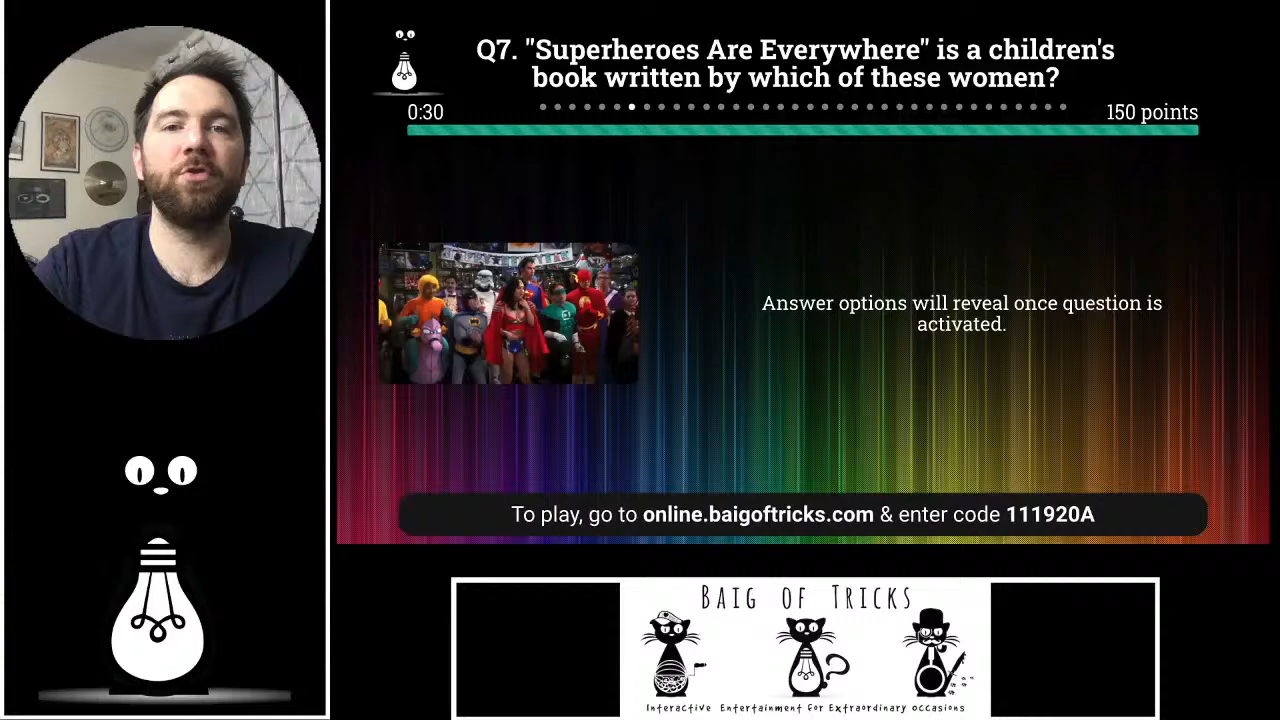 Q7. "Superheroes Are Everywhere" is a children's
book written by which of these women?
0:30
150 points
Answer options will reveal once question is
activated.
To play, go to online.baigoftricks.com & enter code 111920A
BAIG OF TRICKS
Interactive Entertainment for Extraordinary Occasions